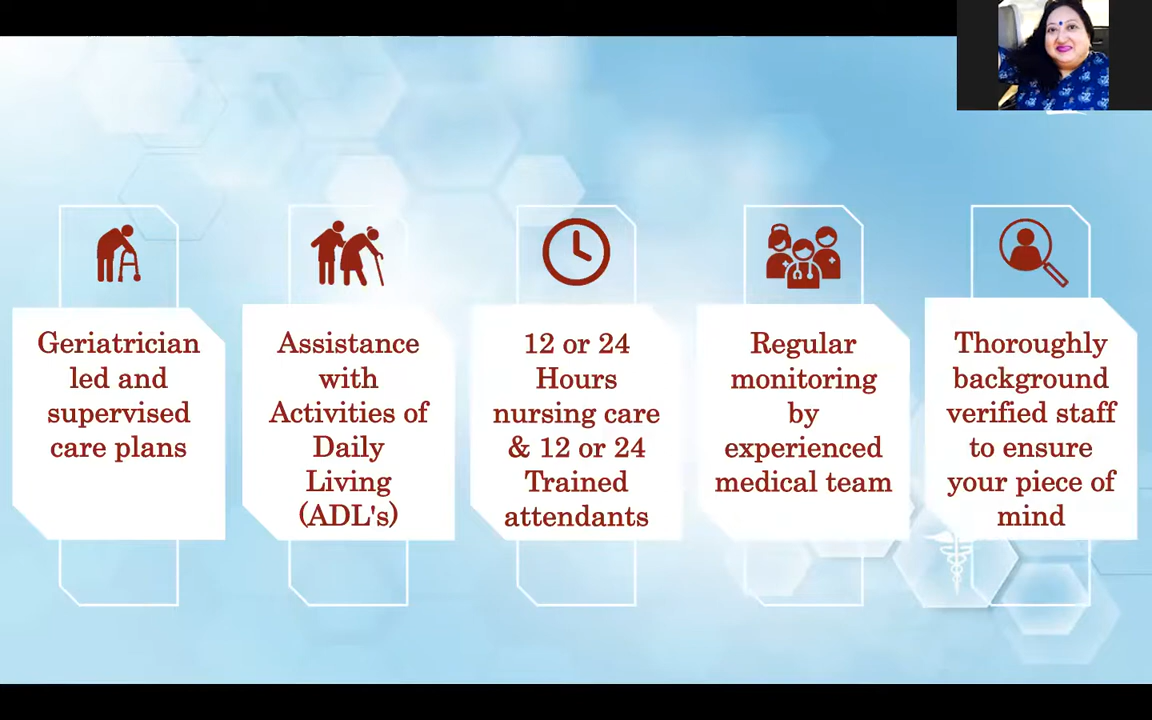 Geriatrician
led and
supervised
care plans
Assistance
with
Activities of
Daily
Living
(ADL's)
12 or 24
Hours
nursing care
& 12 or 24
Trained
attendants
Regular
monitoring
by
experienced
medical team
Thoroughly
background
verified staff
to ensure
your piece of
mind